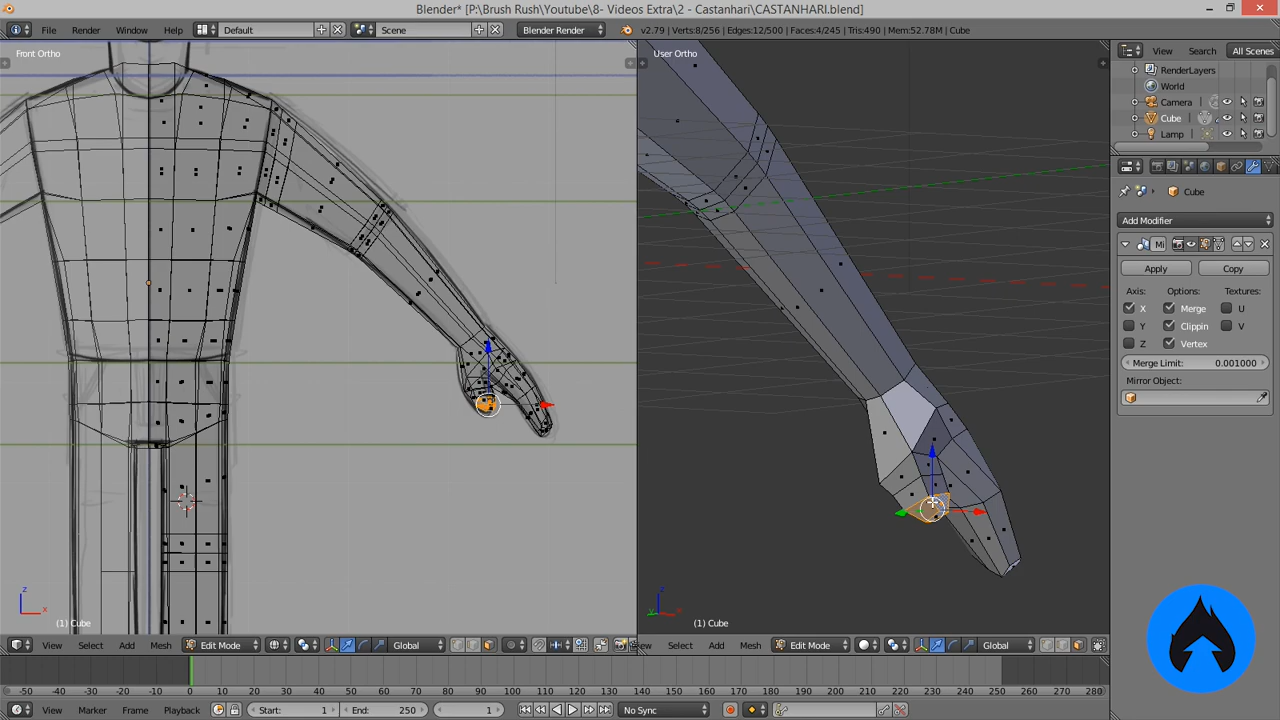 Blender* [P:\Brush Rush\Youtube\8- Videos Extra\2 - Castanhari\CASTANHARI.blend]
File Render Window Help Default Scene Blender Render v2.79 | Verts:8/256 | Edges:12/500 | Faces:4/245 | Tris:490 | Mem:52.78M | Cube
View Search All Scenes
Front Ortho
User Ortho
RenderLayers
World
Camera
Cube
Lamp
Cube
Add Modifier
Mi
Apply Copy
Axis: Options: Textures:
X Merge U
Y Clippin V
Z Vertex
Merge Limit: 0.001000
Mirror Object:
z
x
(1) Cube
z
y x
(1) Cube
View Select Add Mesh Edit Mode Global
ew Select Add Mesh Edit Mode Global
-50 -40 -30 -20 -10 0 10 20 30 40 50 60 70 80 90 100 110 120 130 140 150 160 170 180 190 200 210 220 230 240 250 260 270 280
View Marker Frame Playback Start: 1 End: 250 1 No Sync